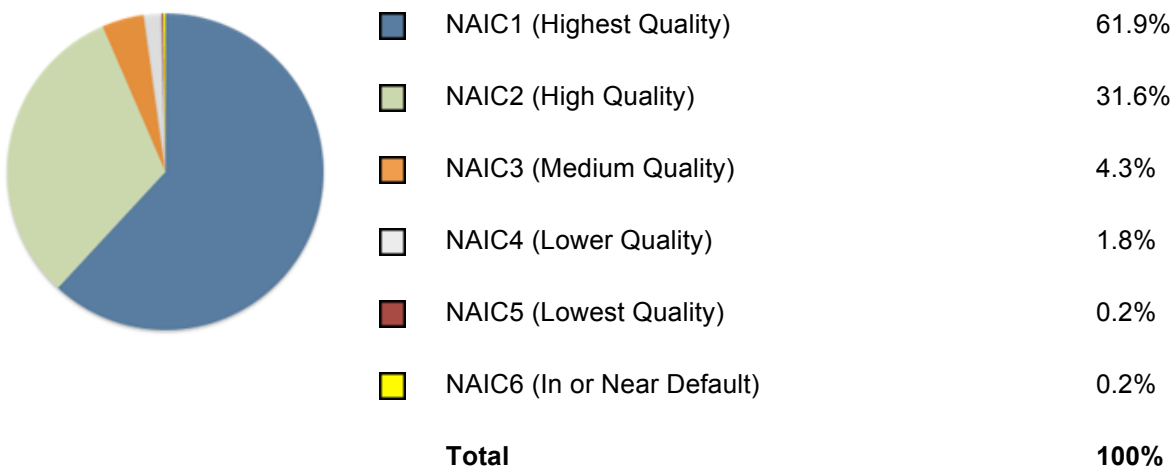 NAIC1 (Highest Quality) 61.9%
NAIC2 (High Quality) 31.6%
NAIC3 (Medium Quality) 4.3%
NAIC4 (Lower Quality) 1.8%
NAIC5 (Lowest Quality) 0.2%
NAIC6 (In or Near Default) 0.2%
Total 100%